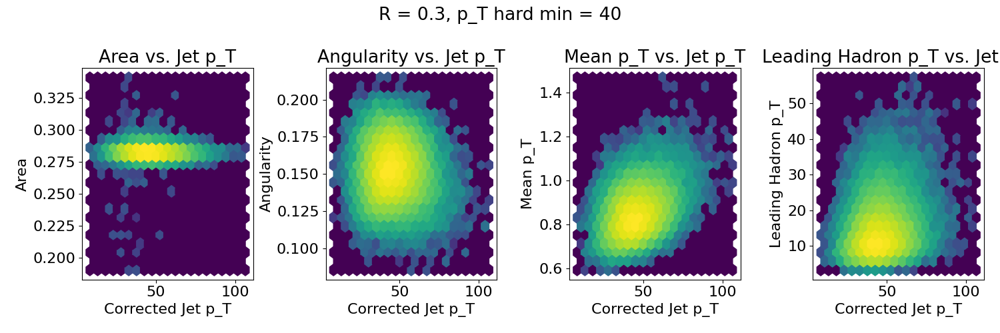 R = 0.3, p_T hard min = 40
Area vs. Jet p_T
Angularity vs. Jet p_T
Mean p_T vs. Jet p_T
Leading Hadron p_T vs. Jet
Area
0.325
0.300
0.275
0.250
0.225
0.200
50
100
Corrected Jet p_T
Angularity
0.200
0.175
0.150
0.125
0.100
50
100
Corrected Jet p_T
Mean p_T
1.4
1.2
1.0
0.8
0.6
50
100
Corrected Jet p_T
Leading Hadron p_T
50
40
30
20
10
50
100
Corrected Jet p_T